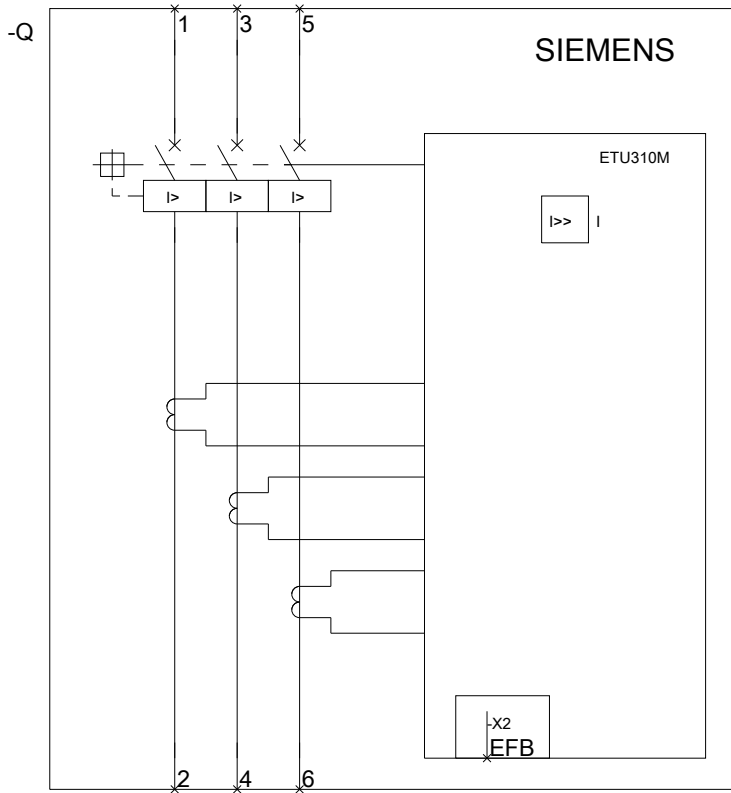 -Q
1 3 5
SIEMENS
ETU310M
I> I> I>
I>> I
-X2
EFB
2 4 6